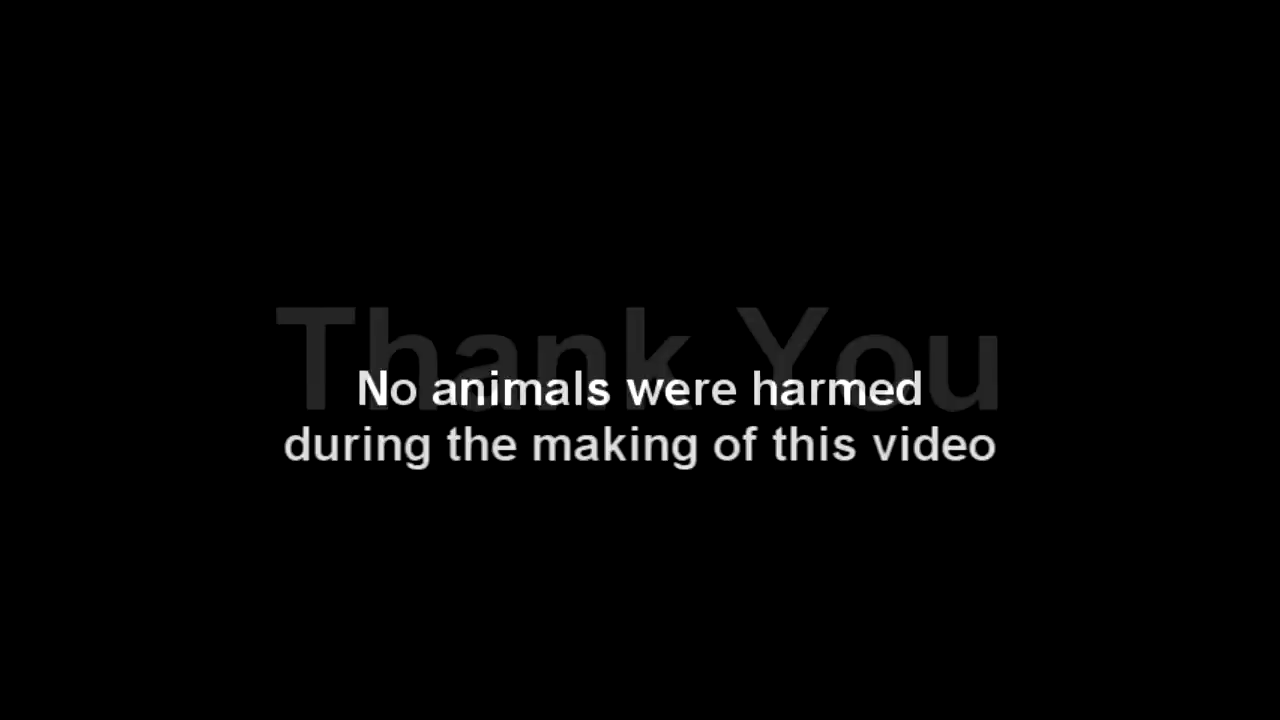 Thank You
No animals were harmed
during the making of this video